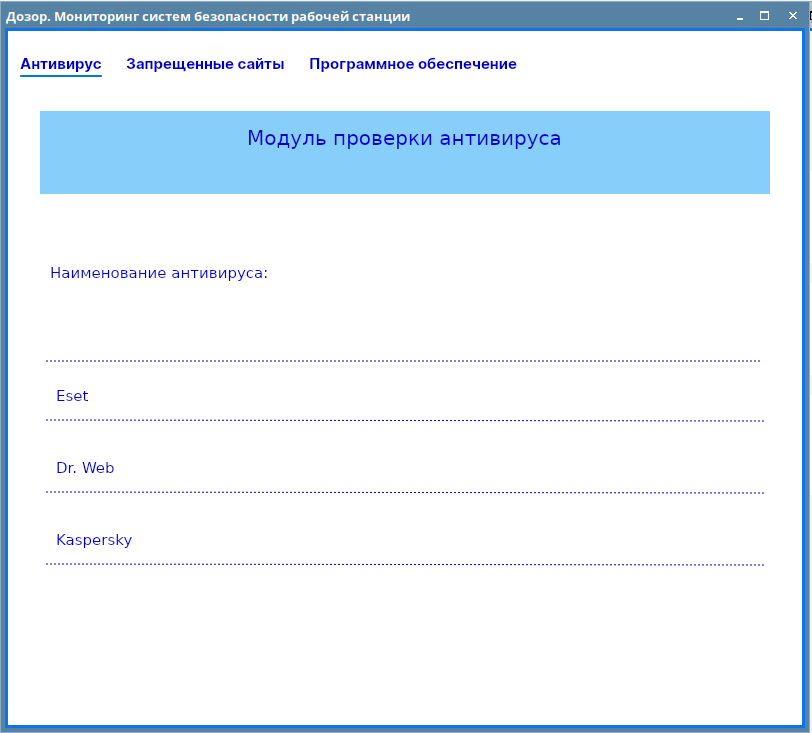 Дозор. Мониторинг систем безопасности рабочей станции
Антивирус Запрещенные сайты Программное обеспечение
Модуль проверки антивируса
Наименование антивируса:
Eset
Dr. Web
Kaspersky